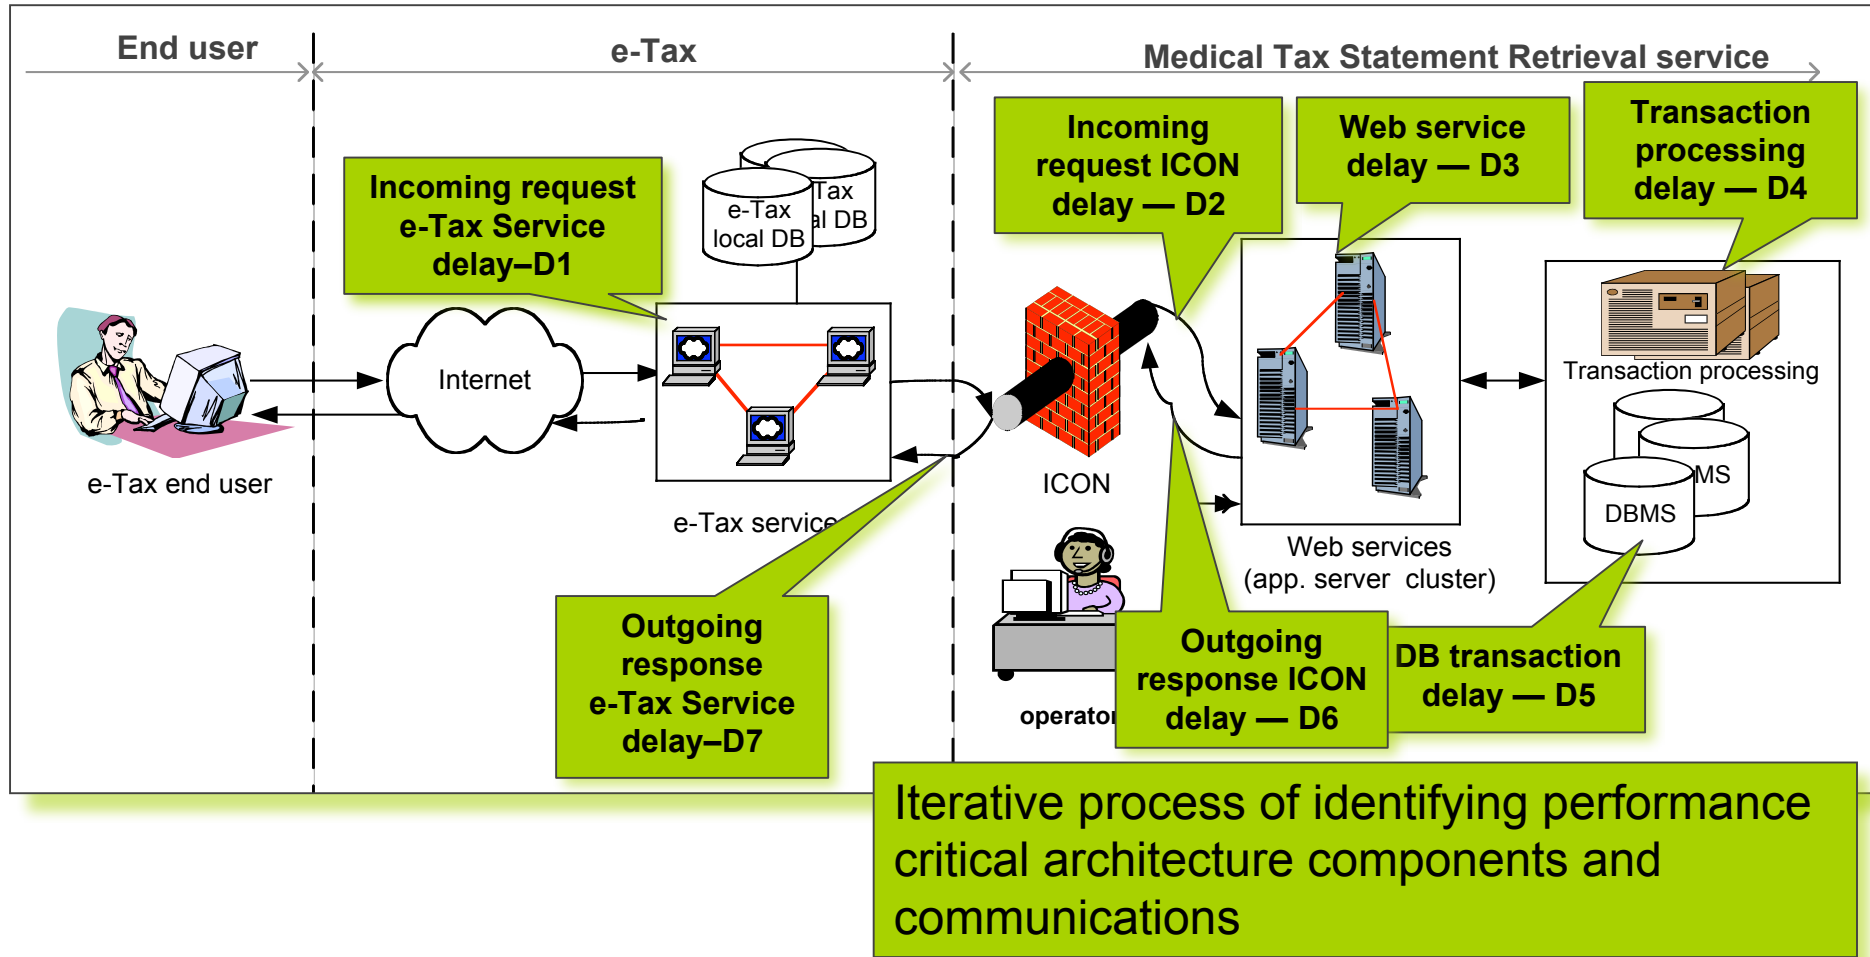 End user
e-Tax
Medical Tax Statement Retrieval service
Incoming request
e-Tax Service
delay–D1
Tax
al DB
e-Tax
local DB
Incoming
request ICON
delay — D2
Web service
delay — D3
Transaction
processing
delay — D4
Internet
e-Tax end user
e-Tax service
ICON
Transaction processing
MS
DBMS
Web services
(app. server cluster)
operator
Outgoing
response
e-Tax Service
delay–D7
Outgoing
response ICON
delay — D6
DB transaction
delay — D5
Iterative process of identifying performance
critical architecture components and
communications